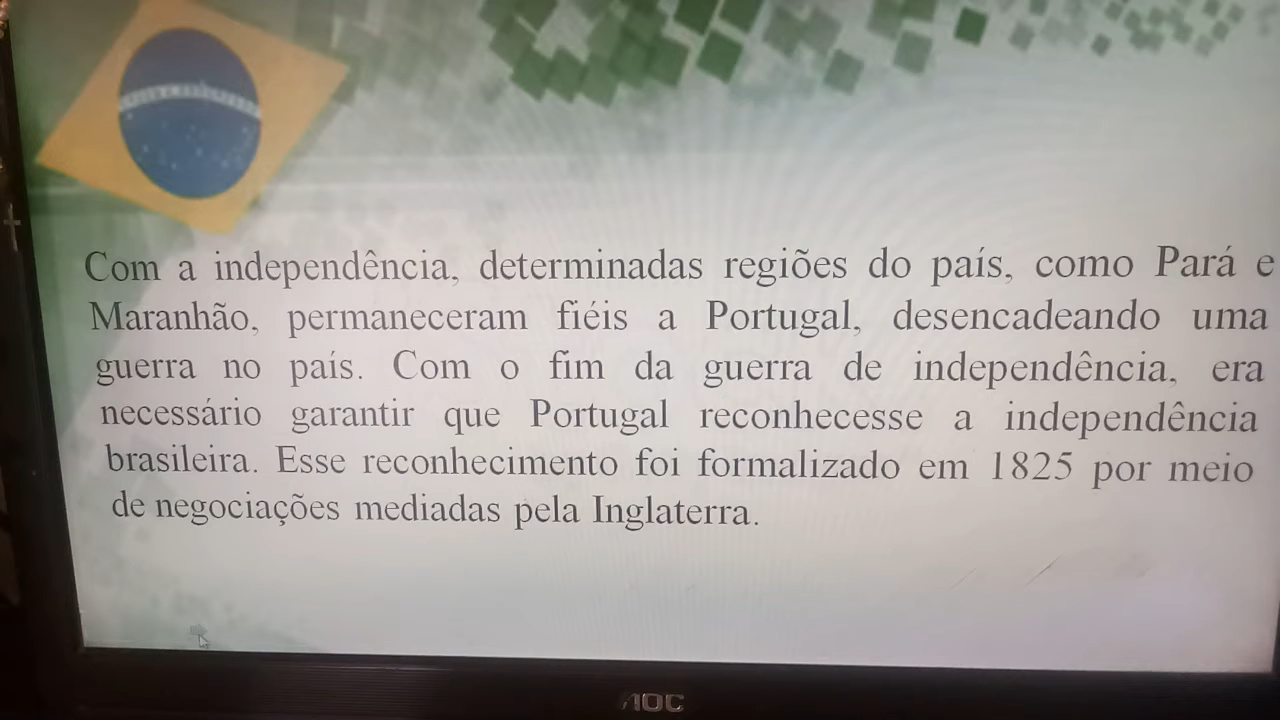 Com a independência, determinadas regiões do país, como Pará e
Maranhão, permaneceram fiéis a Portugal, desencadeando uma
guerra no país. Com o fim da guerra de independência, era
necessário garantir que Portugal reconhecesse a independência
brasileira. Esse reconhecimento foi formalizado em 1825 por meio
de negociações mediadas pela Inglaterra.
AOC